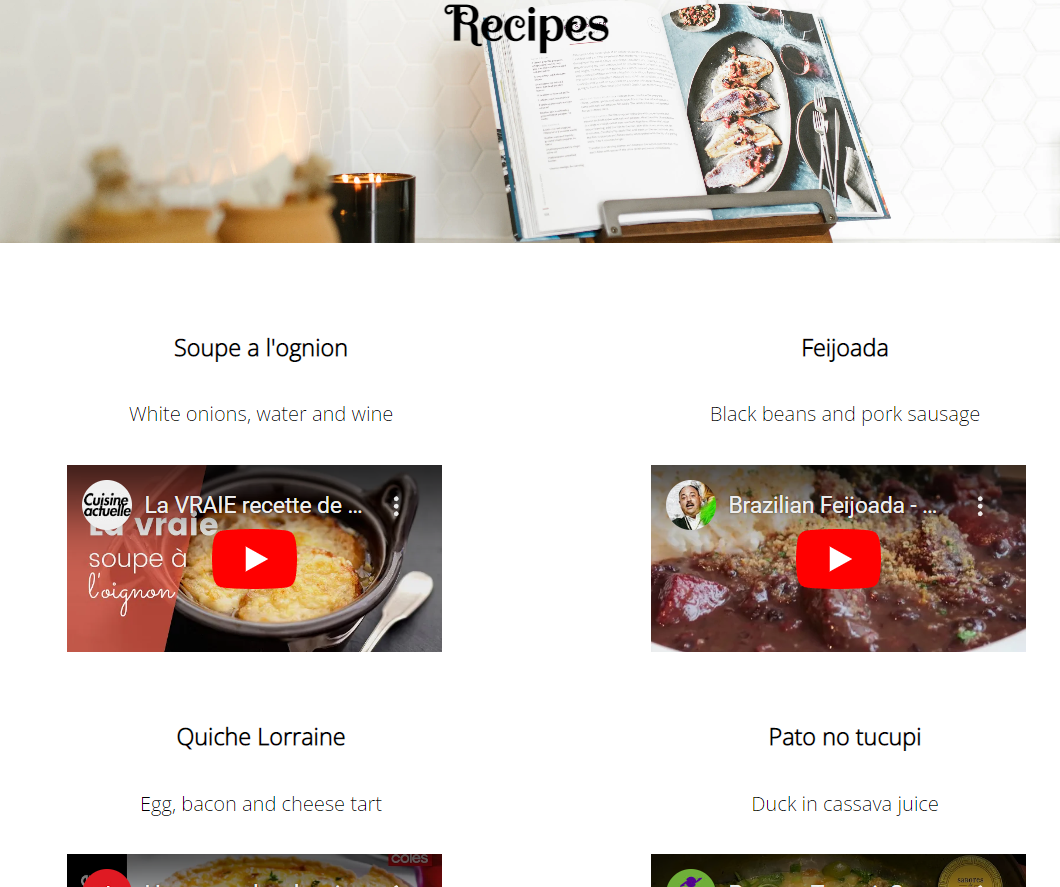 Recipes
Soupe a l'ognion
Feijoada
White onions, water and wine
Black beans and pork sausage
Cuisine
actuelle
La VRAIE recette de ...
La vraie
soupe à
l'oignon
Brazilian Feijoada - ...
Quiche Lorraine
Pato no tucupi
Egg, bacon and cheese tart
Duck in cassava juice
coles
SABORES